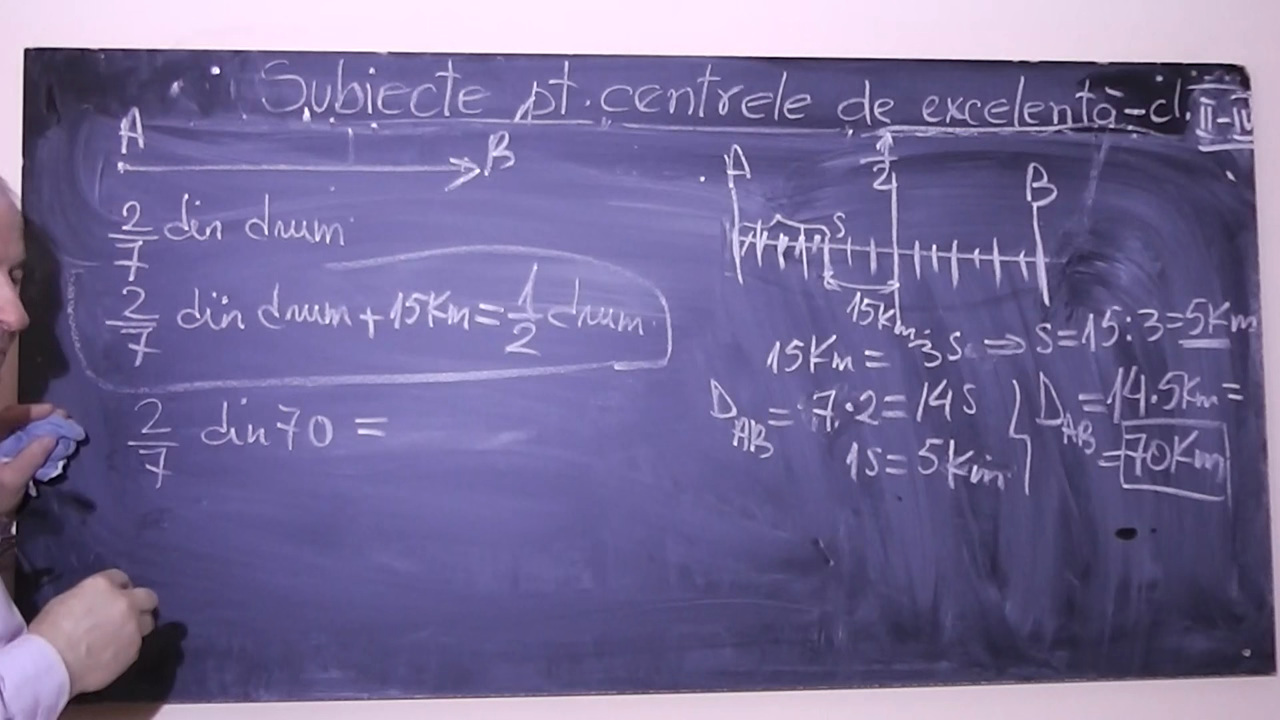 Subiecte pt. centrele de excelentă-cl. II-IV
A B
2/7 din drum
2/7 din drum + 15Km = 1/2 drum
2/7 din 70 =
A 1/2 B
s
15Km
15Km = 3s ⇒ s=15:3=5Km
D_AB = 7·2=14s
1s=5Km
D_AB=14·5Km=
=70Km